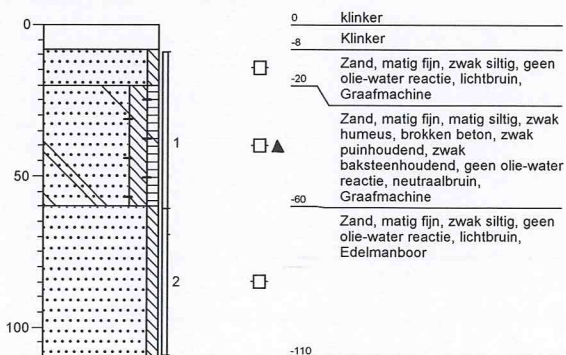 0 klinker
0
-8 Klinker
Zand, matig fijn, zwak siltig, geen
olie-water reactie, lichtbruin,
-20
Graafmachine
Zand, matig fijn, matig siltig, zwak
humeus, brokken beton, zwak
1
puinhoudend, zwak
baksteenhoudend, geen olie-water
50
reactie, neutraalbruin,
Graafmachine
-60
Zand, matig fijn, zwak siltig, geen
olie-water reactie, lichtbruin,
Edelmanboor
2
100
-110